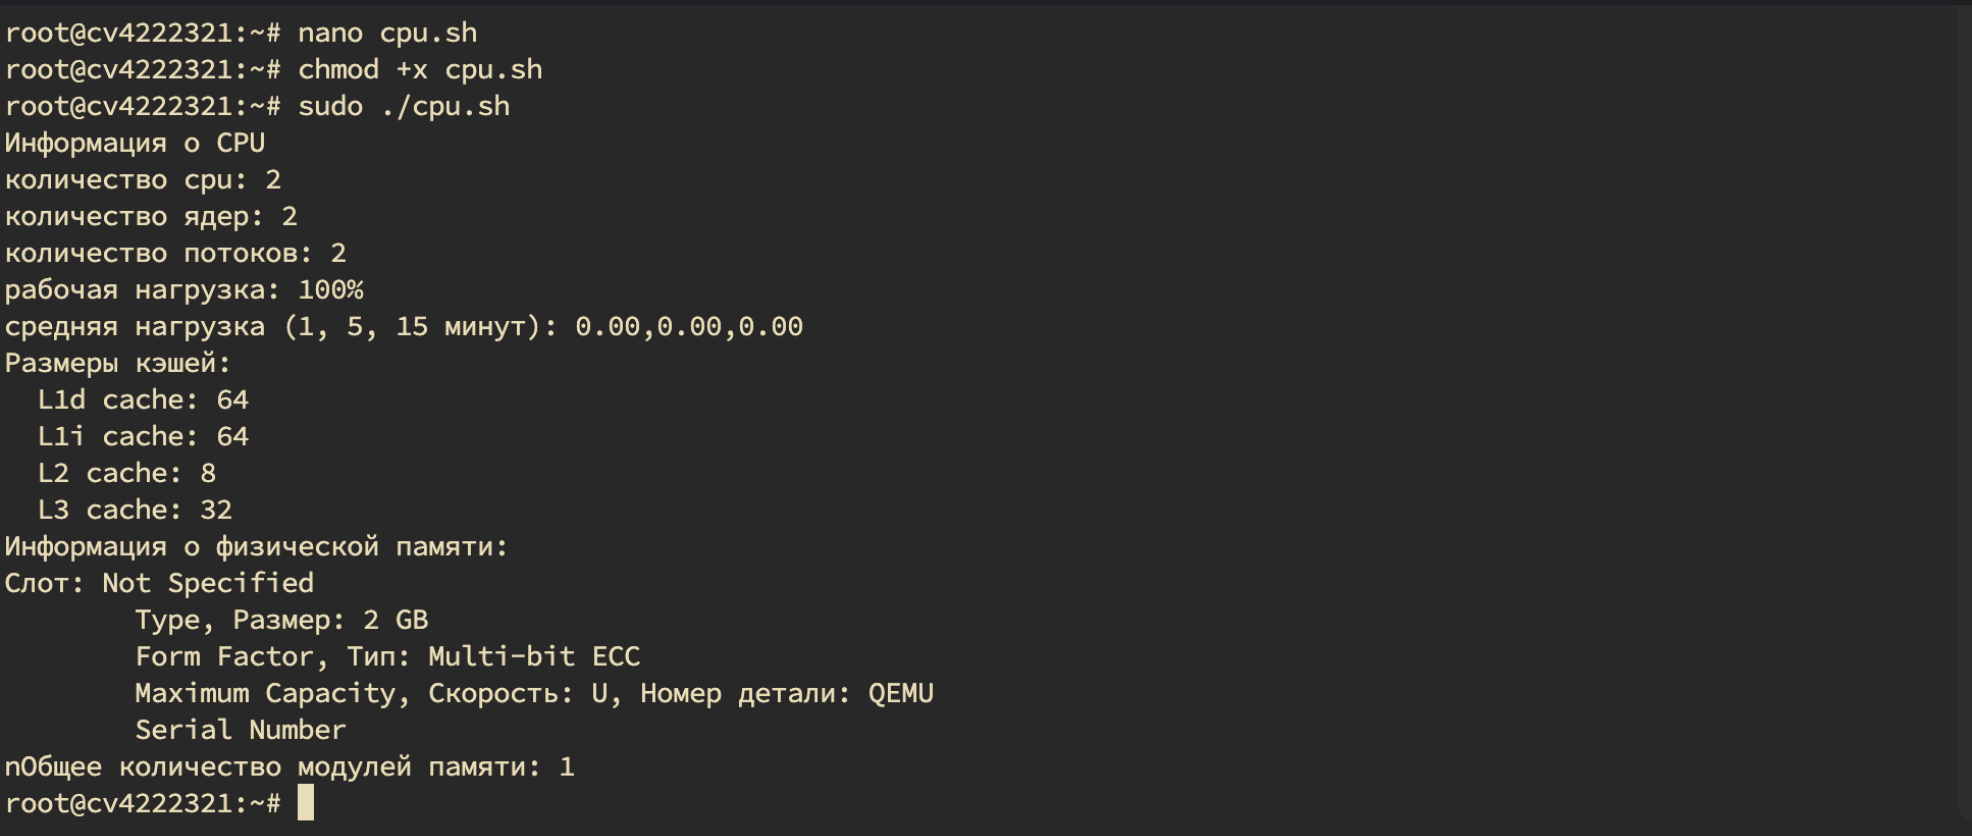 root@cv4222321:~# nano cpu.sh
root@cv4222321:~# chmod +x cpu.sh
root@cv4222321:~# sudo ./cpu.sh
Информация о CPU
количество cpu: 2
количество ядер: 2
количество потоков: 2
рабочая нагрузка: 100%
средняя нагрузка (1, 5, 15 минут): 0.00,0.00,0.00
Размеры кэшей:
  L1d cache: 64
  L1i cache: 64
  L2 cache: 8
  L3 cache: 32
Информация о физической памяти:
Слот: Not Specified
        Type, Размер: 2 GB
        Form Factor, Тип: Multi-bit ECC
        Maximum Capacity, Скорость: U, Номер детали: QEMU
        Serial Number
nОбщее количество модулей памяти: 1
root@cv4222321:~#